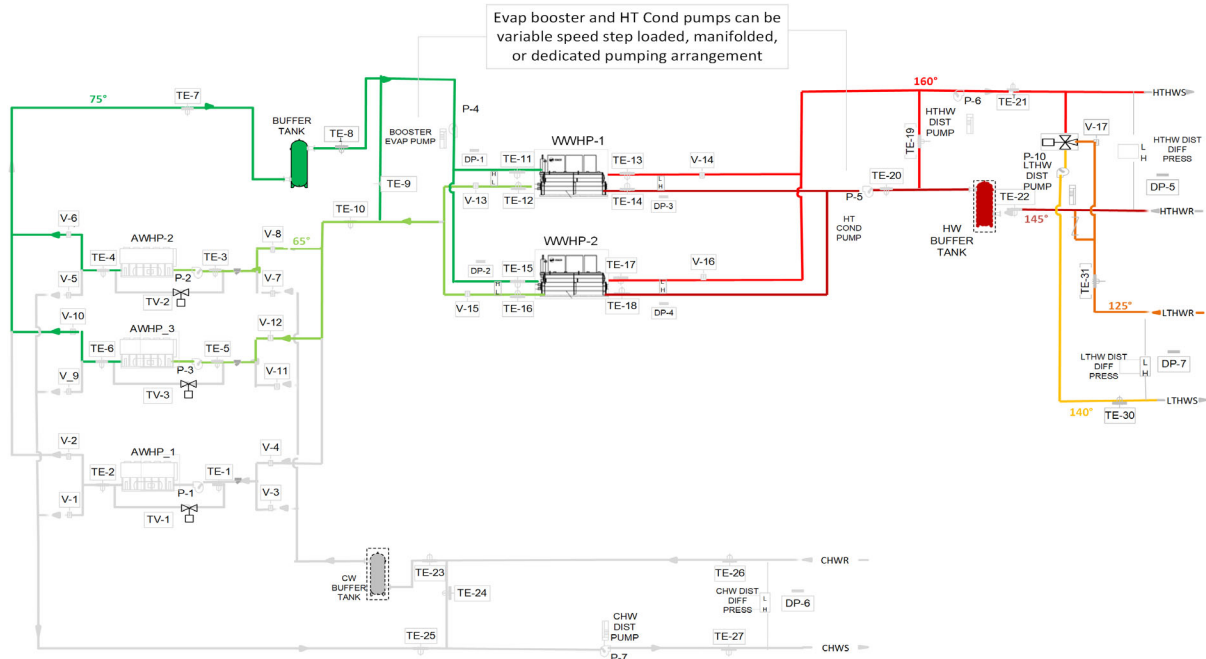 Evap booster and HT Cond pumps can be
variable speed step loaded, manifolded,
or dedicated pumping arrangement
75°
TE-7
BUFFER
TANK
TE-8
P-4
BOOSTER
EVAP PUMP
DP-1
H
L
TE-11
TE-12
V-13
WWHP-1
TE-13
TE-14
L
H
DP-3
V-14
160°
P-6
TE-21
HTHWS
HTHW
DIST
PUMP
TE-19
V-17
P-10
LTHW
DIST
PUMP
L
H
HTHW DIST
DIFF
PRESS
DP-5
TE-9
TE-10
P-5
TE-20
HT
COND
PUMP
TE-22
145°
HTHWR
HW
BUFFER
TANK
V-6
TE-4
V-5
AWHP-2
P-2
TE-3
TV-2
V-8
65°
V-7
DP-2
H
L
TE-15
TE-16
V-15
WWHP-2
TE-17
TE-18
L
H
DP-4
V-16
TE-31
125°
LTHWR
V-10
TE-6
V_9
AWHP_3
P-3
TE-5
TV-3
V-12
V-11
LTHW DIST
DIFF
PRESS
L
H
DP-7
140°
TE-30
LTHWS
V-2
TE-2
V-1
AWHP_1
P-1
TE-1
TV-1
V-4
V-3
CW
BUFFER
TANK
TE-23
TE-26
CHWR
TE-24
CHW DIST
DIFF
PRESS
L
H
DP-6
CHW
DIST
PUMP
TE-25
P-7
TE-27
CHWS